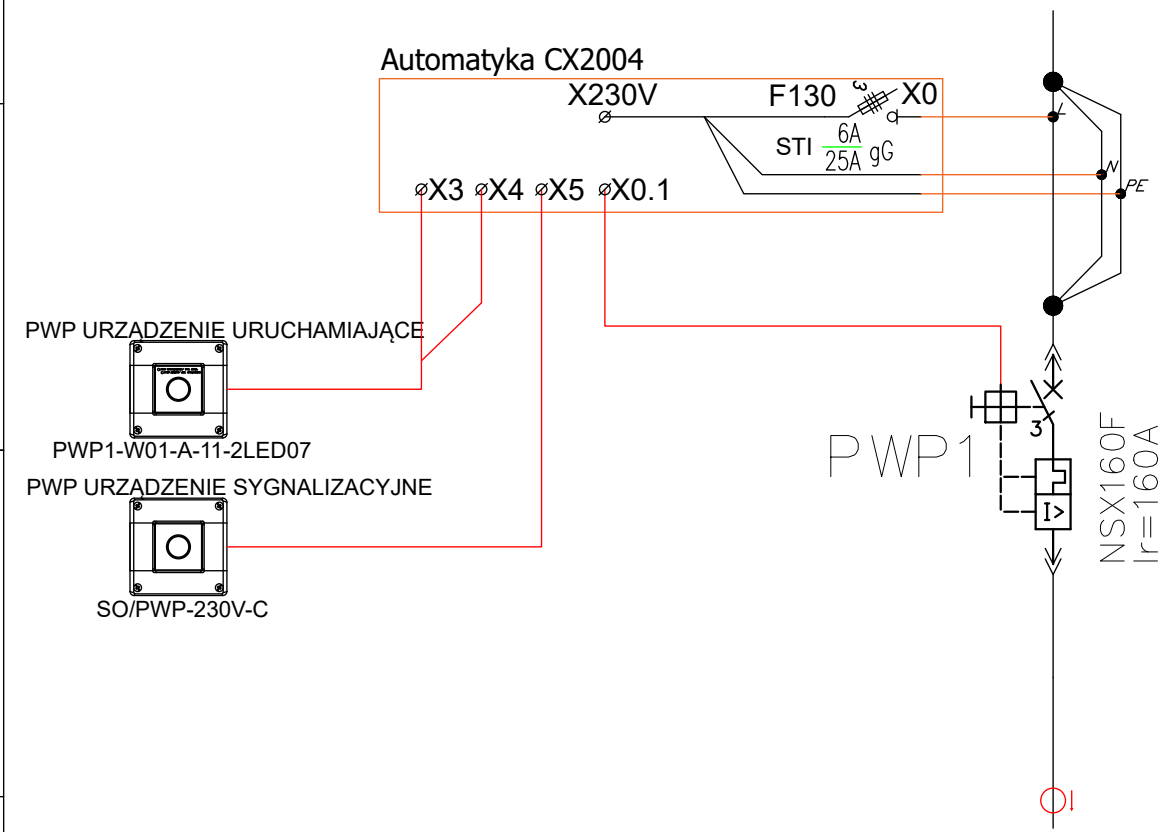 Automatyka CX2004
X230V
F130
3
X0
L
STI 6A
25A gG
N
PE
X3
X4
X5
X0.1
PWP URZĄDZENIE URUCHAMIAJĄCE
PWP1-W01-A-11-2LED07
PWP URZĄDZENIE SYGNALIZACYJNE
SO/PWP-230V-C
PWP1
3
I>
NSX160F
Ir=160A